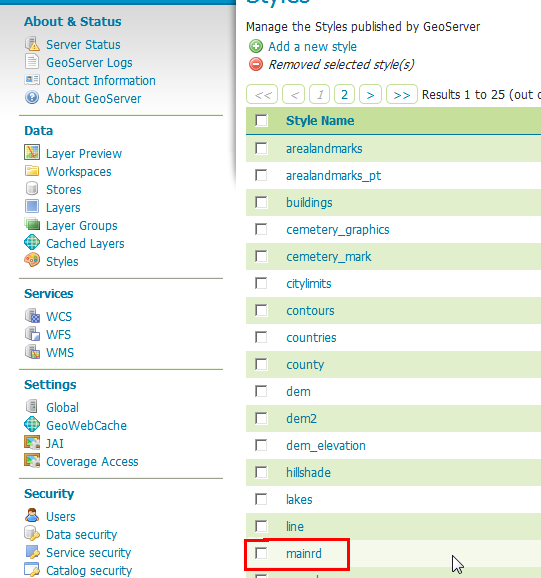 About & Status
Server Status
GeoServer Logs
Contact Information
About GeoServer
Data
Layer Preview
Workspaces
Stores
Layers
Layer Groups
Cached Layers
Styles
Services
WCS
WFS
WMS
Settings
Global
GeoWebCache
JAI
Coverage Access
Security
Users
Data security
Service security
Catalog security
Styles
Manage the Styles published by GeoServer
Add a new style
Removed selected style(s)
<< < 1 2 > >> Results 1 to 25 (out
Style Name
arealandmarks
arealandmarks_pt
buildings
cemetery_graphics
cemetery_mark
citylimits
contours
countries
county
dem
dem2
dem_elevation
hillshade
lakes
line
mainrd